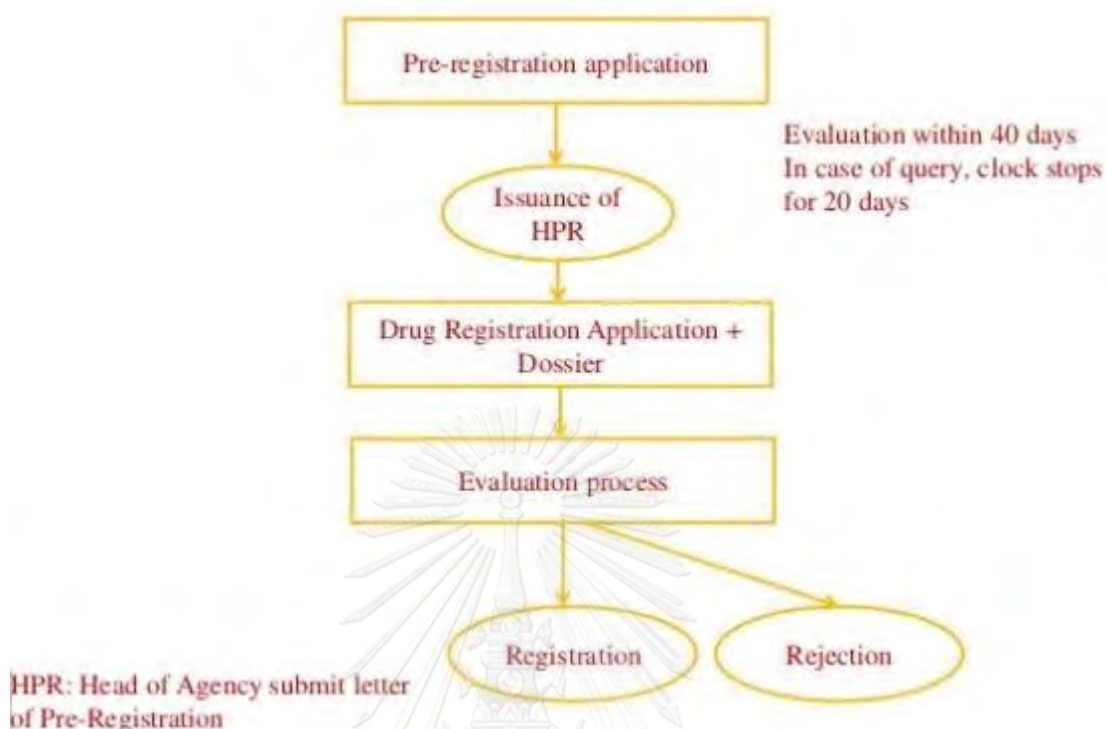 Pre-registration application
Evaluation within 40 days
In case of query, clock stops
for 20 days
Issuance of
HPR
Drug Registration Application +
Dossier
Evaluation process
Registration
Rejection
HPR: Head of Agency submit letter
of Pre-Registration